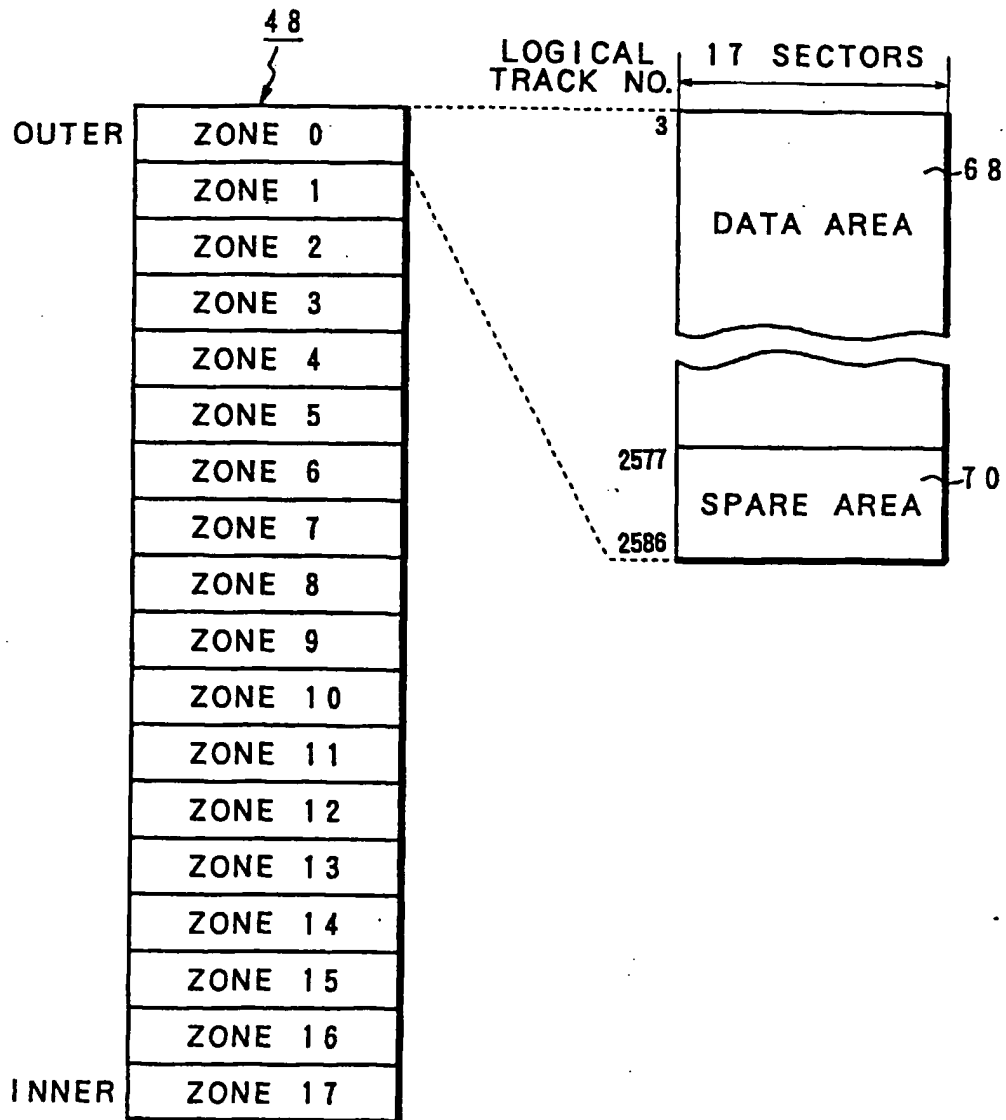 48
OUTER
ZONE 0
ZONE 1
ZONE 2
ZONE 3
ZONE 4
ZONE 5
ZONE 6
ZONE 7
ZONE 8
ZONE 9
ZONE 10
ZONE 11
ZONE 12
ZONE 13
ZONE 14
ZONE 15
ZONE 16
INNER
ZONE 17
LOGICAL
TRACK NO.
17 SECTORS
3
68
DATA AREA
2577
70
SPARE AREA
2586